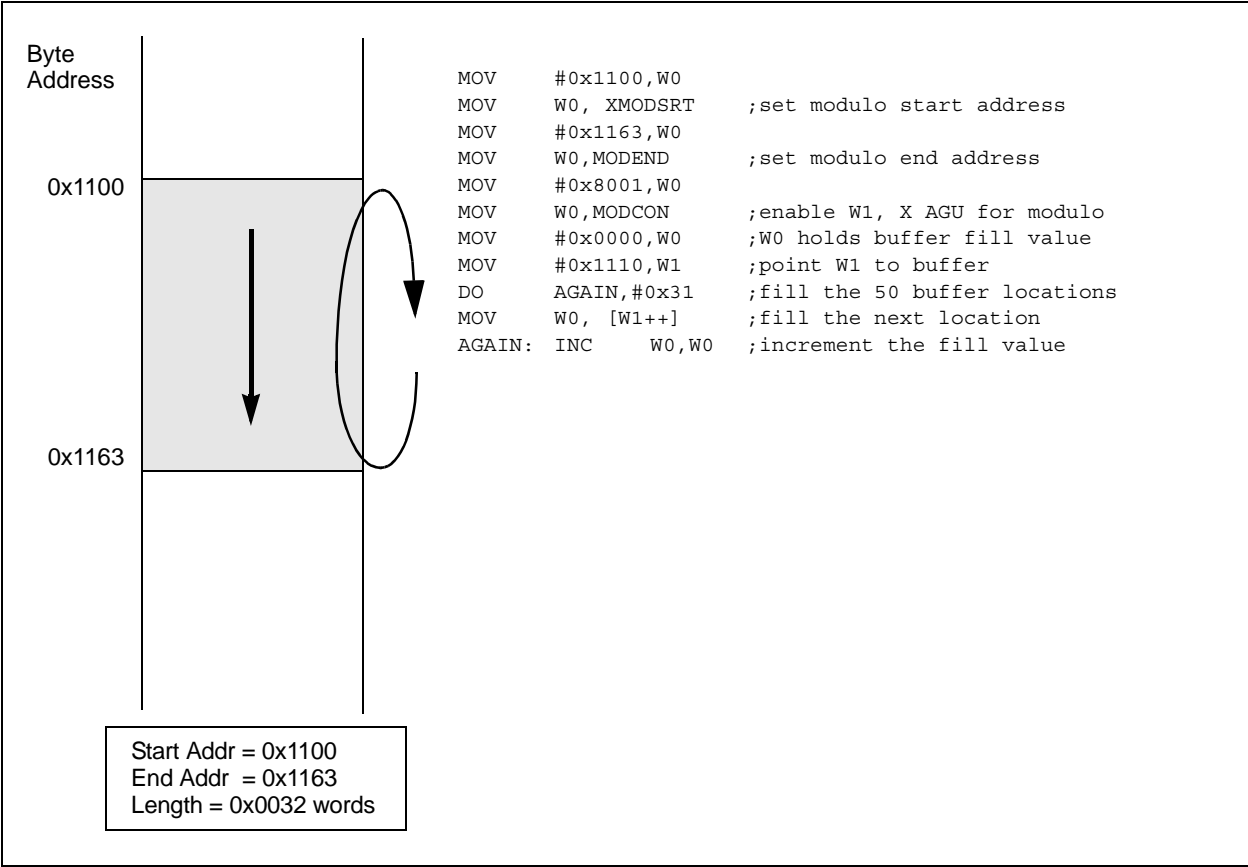 Byte
Address
0x1100
0x1163
MOV #0x1100,W0
MOV W0, XMODSRT ;set modulo start address
MOV #0x1163,W0
MOV W0,MODEND ;set modulo end address
MOV #0x8001,W0
MOV W0,MODCON ;enable W1, X AGU for modulo
MOV #0x0000,W0 ;W0 holds buffer fill value
MOV #0x1110,W1 ;point W1 to buffer
DO AGAIN,#0x31 ;fill the 50 buffer locations
MOV W0, [W1++] ;fill the next location
AGAIN: INC W0,W0 ;increment the fill value
Start Addr = 0x1100
End Addr = 0x1163
Length = 0x0032 words